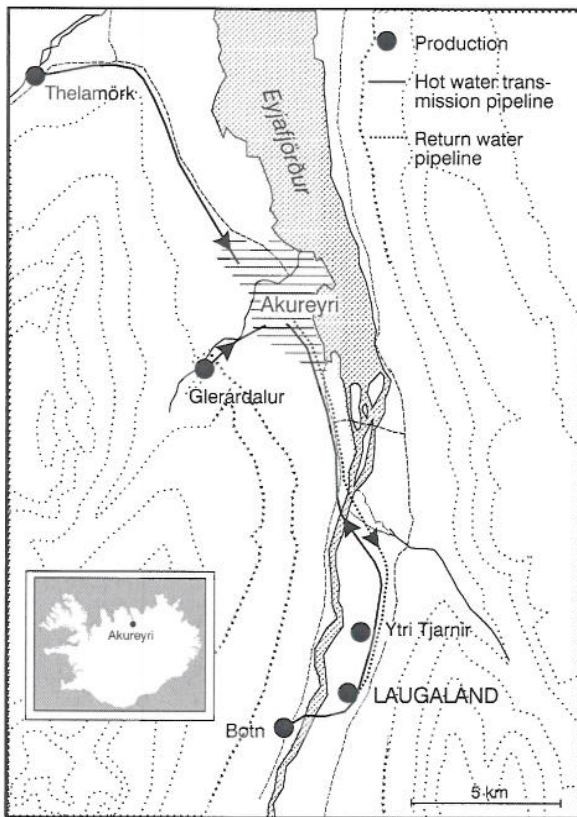 Production
Hot water trans-
mission pipeline
Return water
pipeline
Thelamörk
Eyjafjörður
Akureyri
Glerárdalur
Akureyri
Ytri Tjarnir
LAUGALAND
Botn
5 km